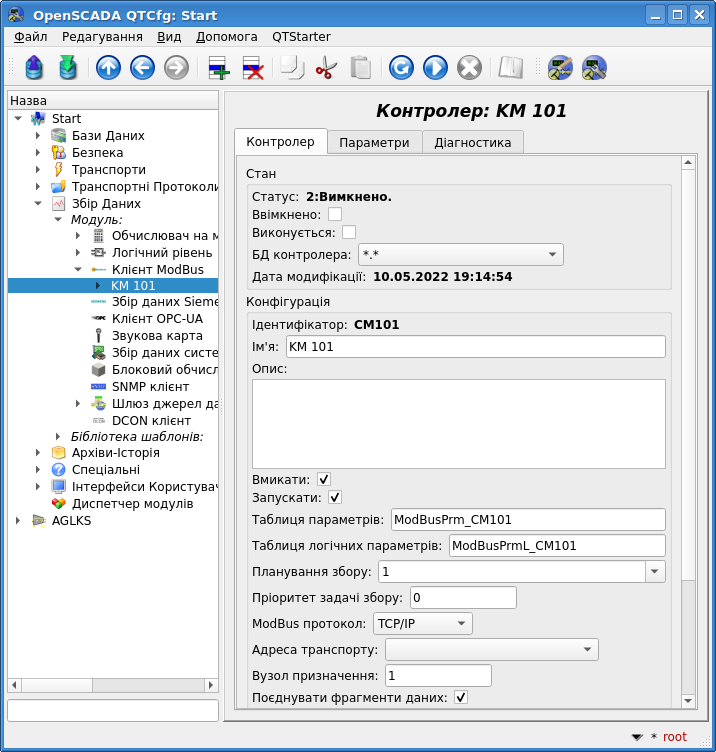 OpenSCADA QTCfg: Start
Файл Редагування Вид Допомога QTStarter
Назва
Start
Бази Даних
Безпека
Транспорти
Транспортні Протоколи
Збір Даних
Модуль:
Обчислювач на м
Логічний рівень
Клієнт ModBus
КМ 101
Збір даних Sieme
Клієнт OPC-UA
Звукова карта
Збір даних систе
Блоковий обчисл
SNMP клієнт
Шлюз джерел да
DCON клієнт
Бібліотека шаблонів:
Архіви-Історія
Спеціальні
Інтерфейси Користувач
Диспетчер модулів
AGLKS
Контролер: КМ 101
Контролер Параметри Діагностика
Стан
Статус: 2:Вимкнено.
Ввімкнено:
Виконується:
БД контролера: *.*
Дата модифікації: 10.05.2022 19:14:54
Конфігурація
Ідентифікатор: CM101
Ім'я: КМ 101
Опис:
Вмикати:
Запускати:
Таблиця параметрів: ModBusPrm_CM101
Таблиця логічних параметрів: ModBusPrmL_CM101
Планування збору: 1
Пріоритет задачі збору: 0
ModBus протокол: TCP/IP
Адреса транспорту:
Вузол призначення: 1
Поєднувати фрагменти даних:
* root